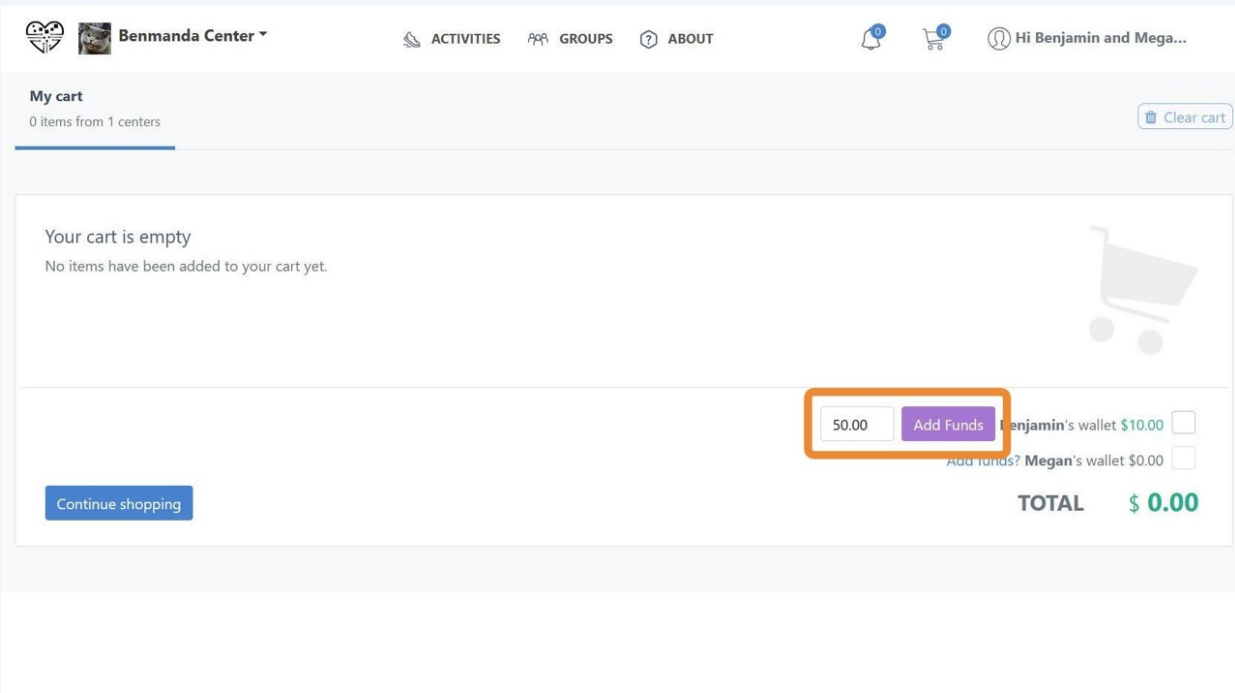 Benmanda Center
ACTIVITIES
GROUPS
? ABOUT
0
0
Hi Benjamin and Mega...
My cart
0 items from 1 centers
Clear cart
Your cart is empty
No items have been added to your cart yet.
50.00 Add Funds enjamin's wallet $10.00
Add funds? Megan's wallet $0.00
Continue shopping
TOTAL $ 0.00